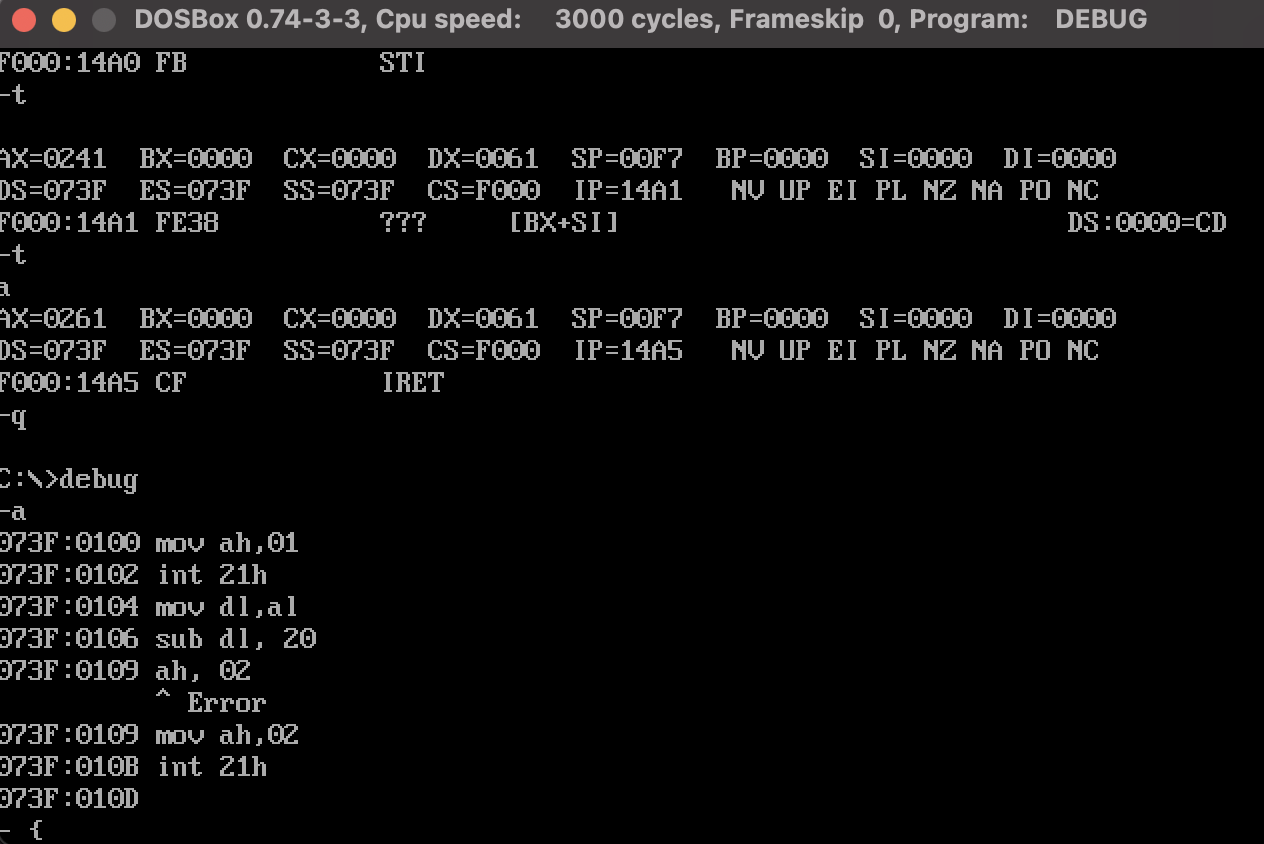 DOSBox 0.74-3-3, Cpu speed: 3000 cycles, Frameskip 0, Program: DEBUG
F000:14A0 FB STI
-t
AX=0241 BX=0000 CX=0000 DX=0061 SP=00F7 BP=0000 SI=0000 DI=0000
DS=073F ES=073F SS=073F CS=F000 IP=14A1 NV UP EI PL NZ NA PO NC
F000:14A1 FE38 ??? [BX+SI] DS:0000=CD
-t
a
AX=0261 BX=0000 CX=0000 DX=0061 SP=00F7 BP=0000 SI=0000 DI=0000
DS=073F ES=073F SS=073F CS=F000 IP=14A5 NV UP EI PL NZ NA PO NC
F000:14A5 CF IRET
-q
C:\>debug
-a
073F:0100 mov ah,01
073F:0102 int 21h
073F:0104 mov dl,al
073F:0106 sub dl, 20
073F:0109 ah, 02
^ Error
073F:0109 mov ah,02
073F:010B int 21h
073F:010D
- {